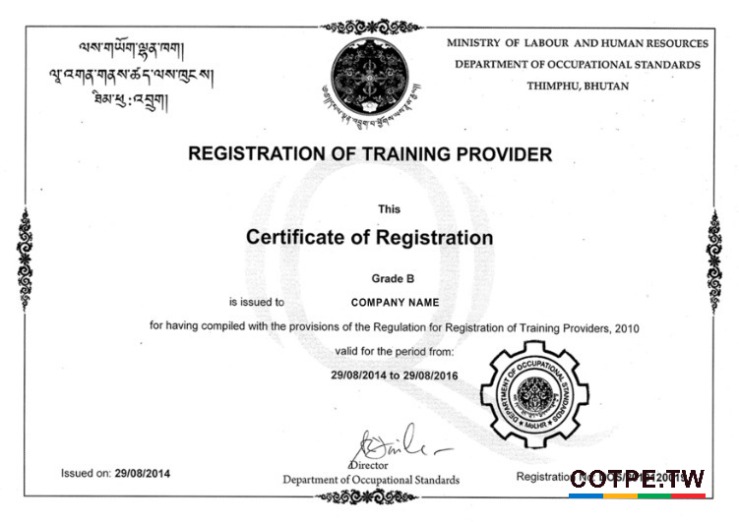 ལས་གཡོག་ལྷན་ཁག།
ལཱ་འགན་གནས་ཚད་ལས་ཁུངས།
ཐིམ་ཕུ་:འབྲུག།
MINISTRY OF LABOUR AND HUMAN RESOURCES
DEPARTMENT OF OCCUPATIONAL STANDARDS
THIMPHU, BHUTAN
REGISTRATION OF TRAINING PROVIDER
This
Certificate of Registration
Grade B
is issued to COMPANY NAME
for having compiled with the provisions of the Regulation for Registration of Training Providers, 2010
valid for the period from:
29/08/2014 to 29/08/2016
DEPARTMENT OF OCCUPATIONAL STANDARDS
MoLHR
Director
Department of Occupational Standards
Issued on: 29/08/2014
Registration
COTPE.TW